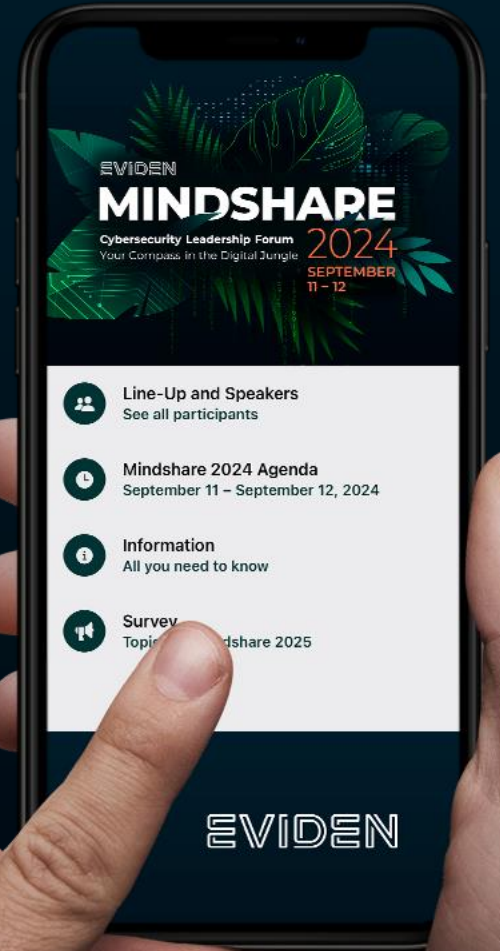 EVIDEN
MINDSHARE
Cybersecurity Leadership Forum
Your Compass in the Digital Jungle
2024
SEPTEMBER
11 – 12
Line-Up and Speakers
See all participants
Mindshare 2024 Agenda
September 11 – September 12, 2024
Information
All you need to know
Survey
2025
EVIDEN